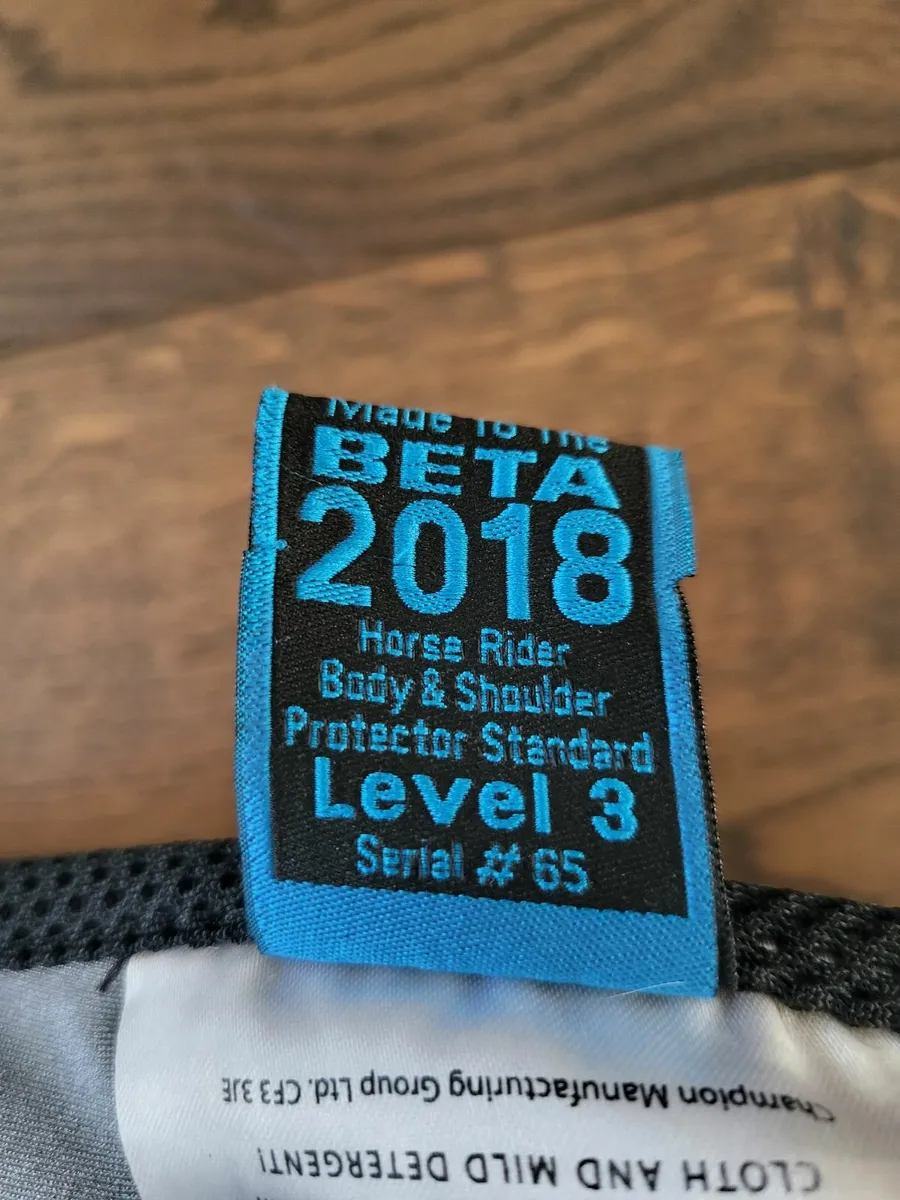 Made To The
BETA
2018
Horse Rider
Body & Shoulder
Protector Standard
Level 3
Serial # 65
CLOTH AND MILD DETERGENT!
Champion Manufacturing Group Ltd. CF3 3JE